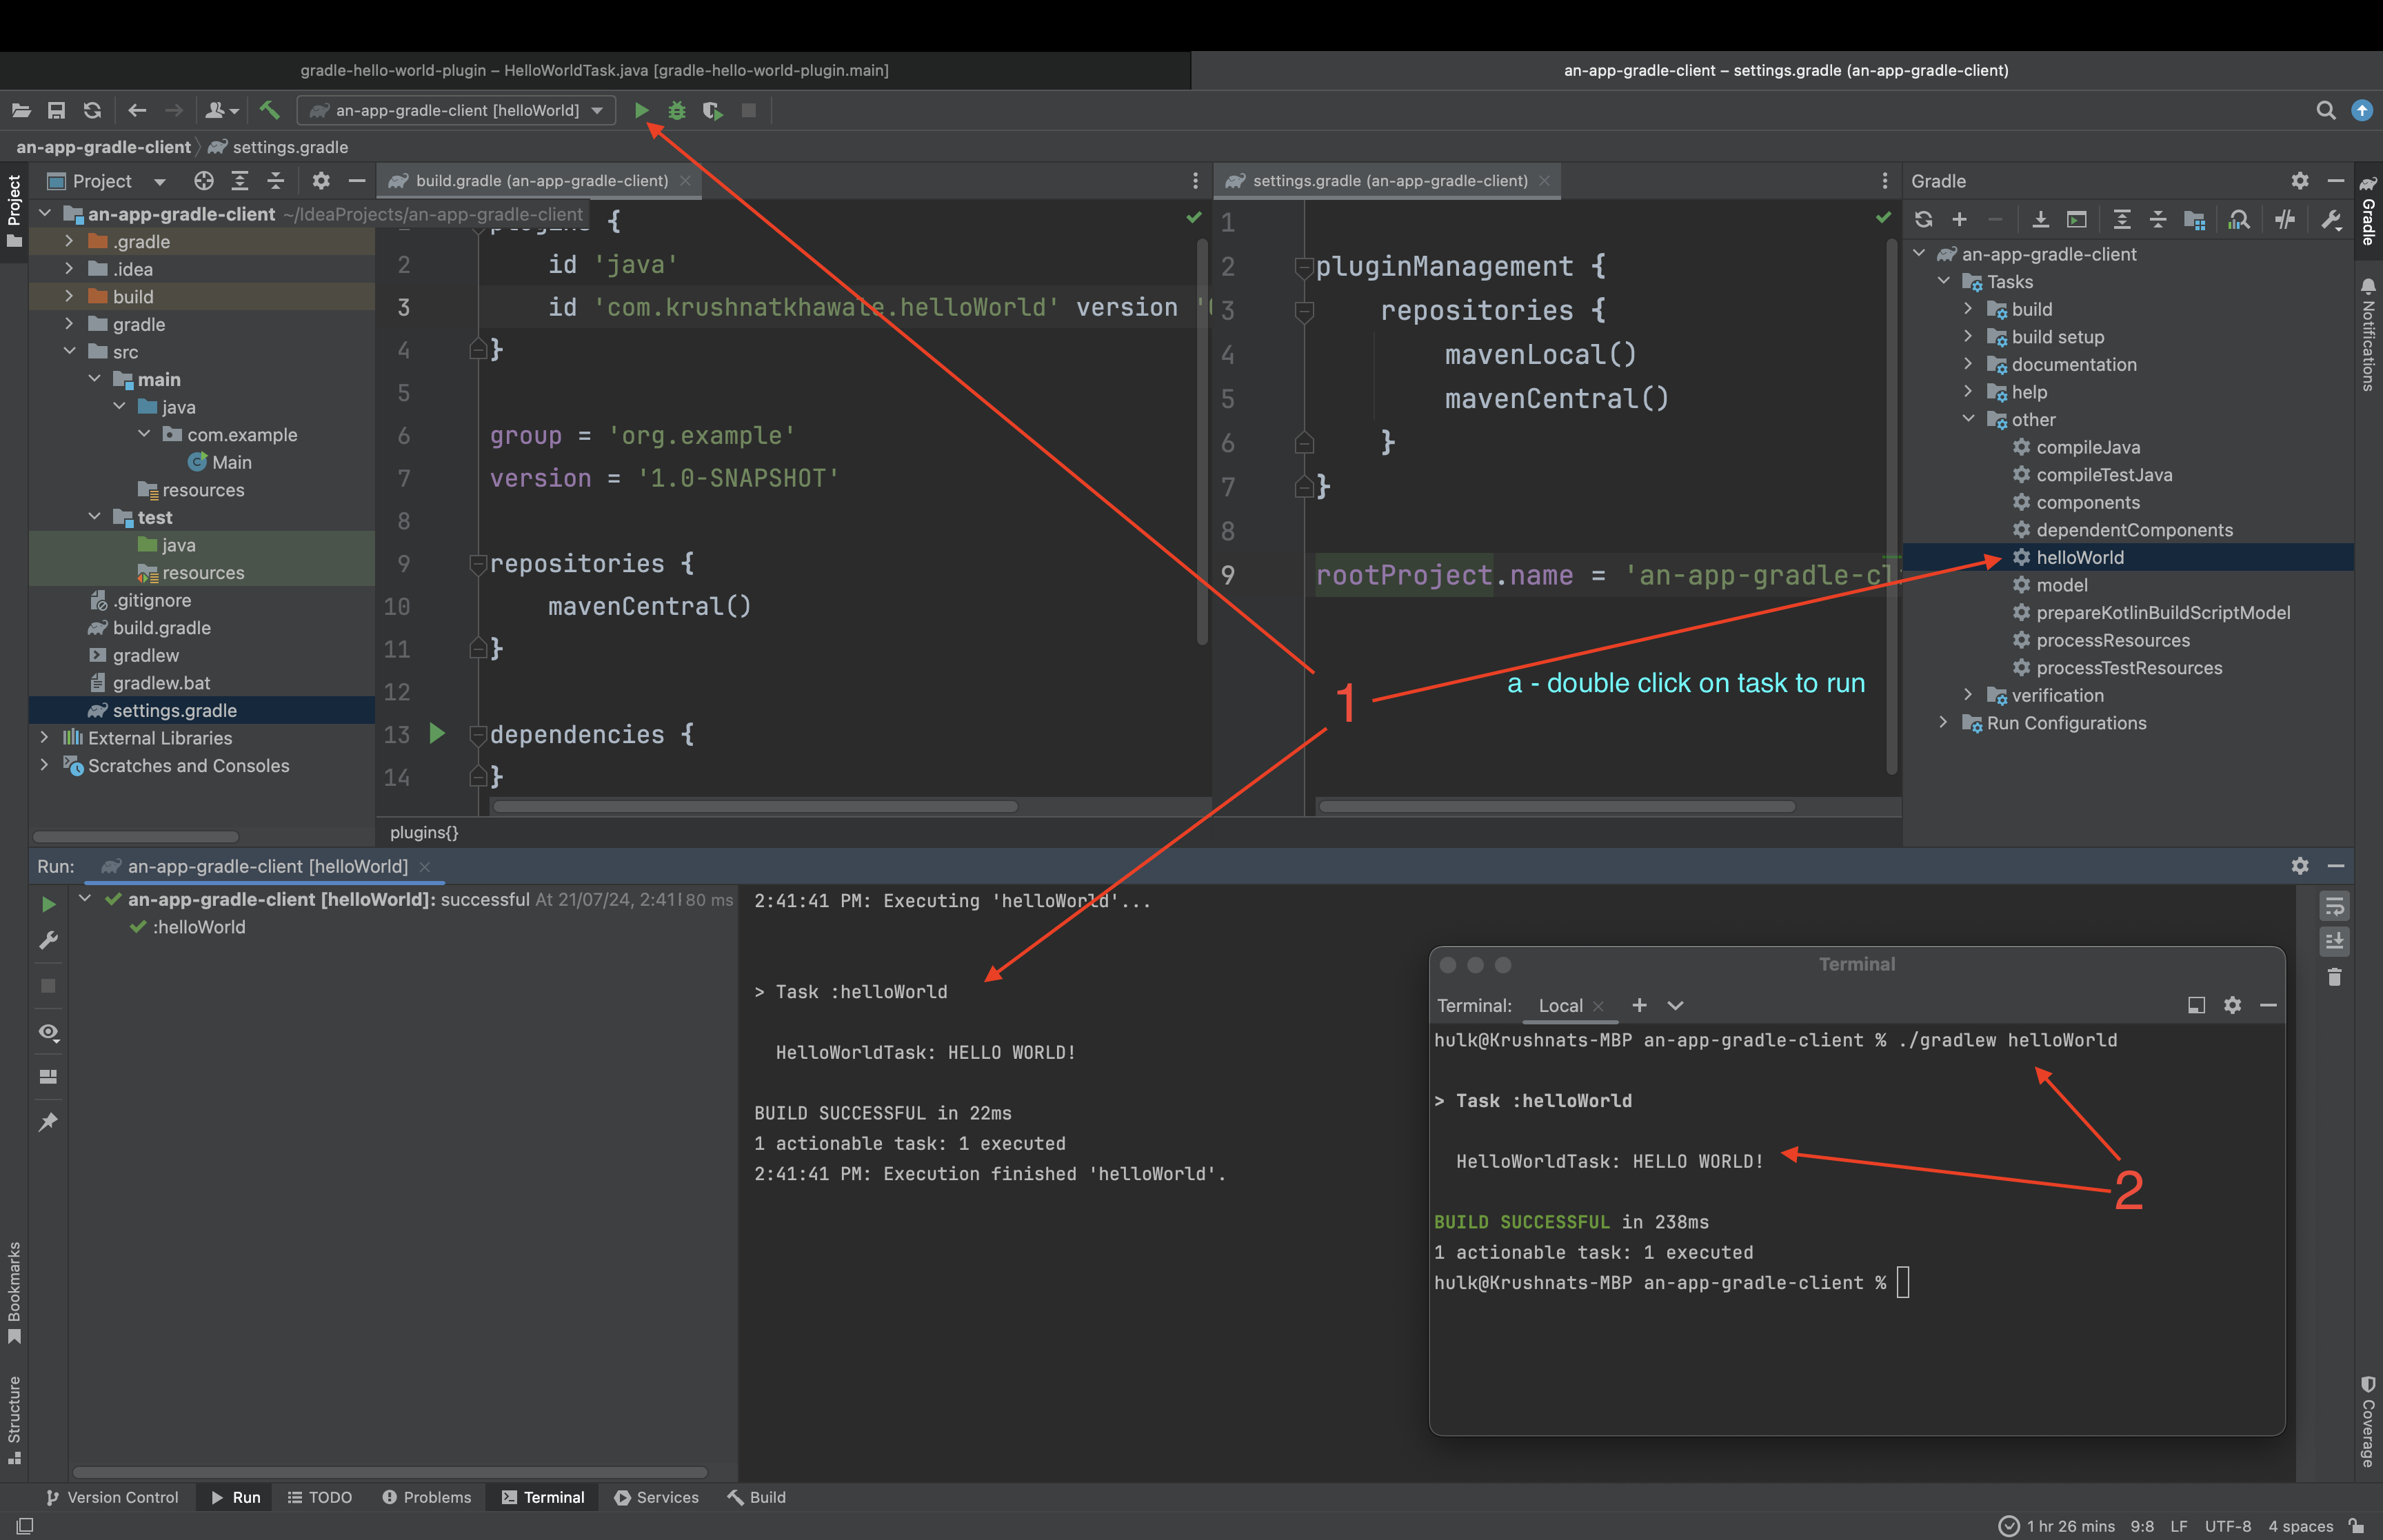 gradle-hello-world-plugin – HelloWorldTask.java [gradle-hello-world-plugin.main]
an-app-gradle-client – settings.gradle (an-app-gradle-client)
an-app-gradle-client [helloWorld]
an-app-gradle-client
settings.gradle
Project
Project
an-app-gradle-client ~/IdeaProjects/an-app-gradle-client
.gradle
.idea
build
gradle
src
main
java
com.example
Main
resources
test
java
resources
.gitignore
build.gradle
gradlew
gradlew.bat
settings.gradle
External Libraries
Scratches and Consoles
build.gradle (an-app-gradle-client)
plugins {
2 id 'java'
3 id 'com.krushnatkhawale.helloWorld' version
4 }
5
6 group = 'org.example'
7 version = '1.0-SNAPSHOT'
8
9 repositories {
10 mavenCentral()
11 }
12
13 dependencies {
14 }
plugins{}
settings.gradle (an-app-gradle-client)
1
2 pluginManagement {
3 repositories {
4 mavenLocal()
5 mavenCentral()
6 }
7 }
8
9 rootProject.name = 'an-app-gradle-cl
1
a - double click on task to run
Gradle
an-app-gradle-client
Tasks
build
build setup
documentation
help
other
compileJava
compileTestJava
components
dependentComponents
helloWorld
model
prepareKotlinBuildScriptModel
processResources
processTestResources
verification
Run Configurations
Gradle
Notifications
Run: an-app-gradle-client [helloWorld]
an-app-gradle-client [helloWorld]: successful At 21/07/24, 2:41 80 ms
:helloWorld
2:41:41 PM: Executing 'helloWorld'...
> Task :helloWorld
HelloWorldTask: HELLO WORLD!
BUILD SUCCESSFUL in 22ms
1 actionable task: 1 executed
2:41:41 PM: Execution finished 'helloWorld'.
Terminal
Terminal: Local
hulk@Krushnats-MBP an-app-gradle-client % ./gradlew helloWorld
> Task :helloWorld
HelloWorldTask: HELLO WORLD!
2
BUILD SUCCESSFUL in 238ms
1 actionable task: 1 executed
hulk@Krushnats-MBP an-app-gradle-client %
Bookmarks
Structure
Coverage
Version Control Run TODO Problems Terminal Services Build
1 hr 26 mins 9:8 LF UTF-8 4 spaces